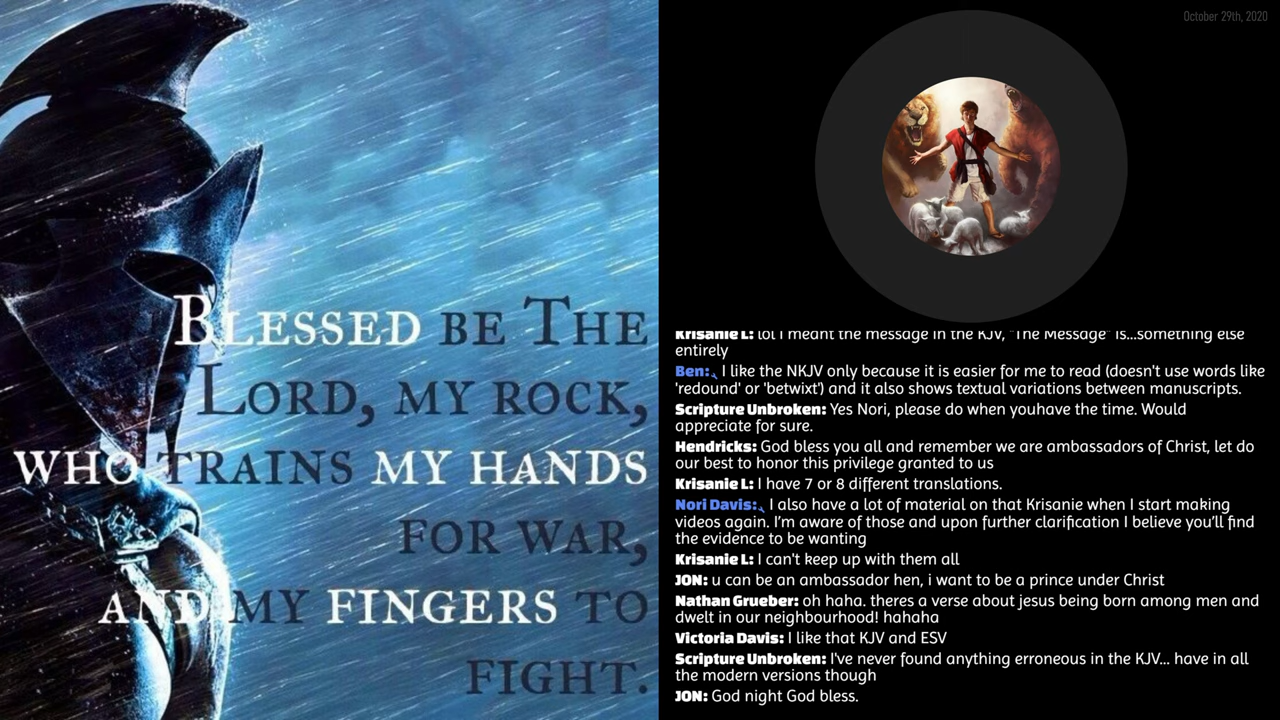 BLESSED BE THE
LORD, MY ROCK,
WHO TRAINS MY HANDS
FOR WAR,
AND MY FINGERS TO
FIGHT.
October 29th, 2020
Krisanie L: lol I meant the message in the KJV, "The Message" is...something else
entirely
Ben: I like the NKJV only because it is easier for me to read (doesn't use words like
'redound' or 'betwixt') and it also shows textual variations between manuscripts.
Scripture Unbroken: Yes Nori, please do when youhave the time. Would
appreciate for sure.
Hendricks: God bless you all and remember we are ambassadors of Christ, let do
our best to honor this privilege granted to us
Krisanie L: I have 7 or 8 different translations.
Nori Davis: I also have a lot of material on that Krisanie when I start making
videos again. I'm aware of those and upon further clarification I believe you'll find
the evidence to be wanting
Krisanie L: I can't keep up with them all
JON: u can be an ambassador hen, i want to be a prince under Christ
Nathan Grueber: oh haha. theres a verse about jesus being born among men and
dwelt in our neighbourhood! hahaha
Victoria Davis: I like that KJV and ESV
Scripture Unbroken: I've never found anything erroneous in the KJV... have in all
the modern versions though
JON: God night God bless.